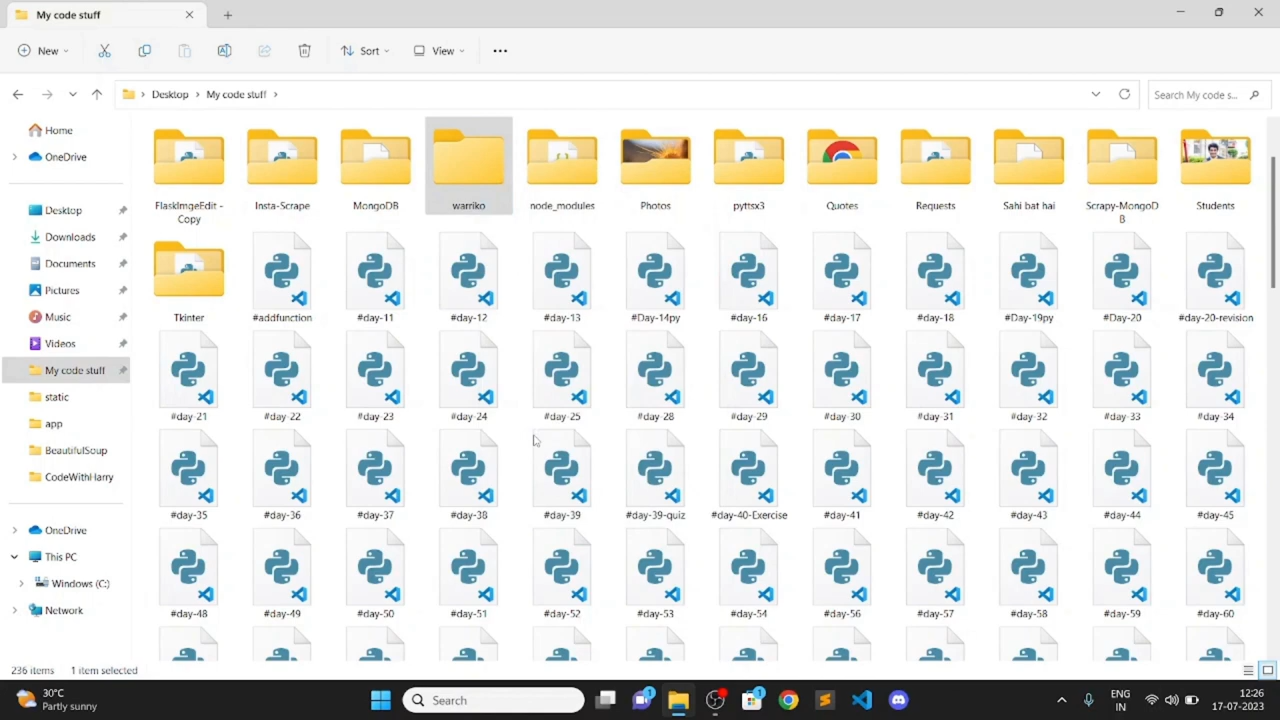 My code stuff
New
Sort
View
Desktop
My code stuff
Search My code s...
Home
OneDrive
Desktop
Downloads
Documents
Pictures
Music
Videos
My code stuff
static
app
BeautifulSoup
CodeWithHarry
OneDrive
This PC
Windows (C:)
Network
FlaskImgeEdit -
Copy
Insta-Scrape
MongoDB
warriko
node_modules
Photos
pyttsx3
Quotes
Requests
Sahi bat hai
Scrapy-MongoD
B
Students
Tkinter
#addfunction
#day-11
#day-12
#day-13
#Day-14py
#day-16
#day-17
#day-18
#Day-19py
#Day-20
#day-20-revision
#day-21
#day-22
#day-23
#day-24
#day-25
#day-28
#day-29
#day-30
#day-31
#day-32
#day-33
#day-34
#day-35
#day-36
#day-37
#day-38
#day-39
#day-39-quiz
#day-40-Exercise
#day-41
#day-42
#day-43
#day-44
#day-45
#day-48
#day-49
#day-50
#day-51
#day-52
#day-53
#day-54
#day-56
#day-57
#day-58
#day-59
#day-60
236 items
1 item selected
30°C
Partly sunny
Search
1
1
ENG
IN
12:26
17-07-2023